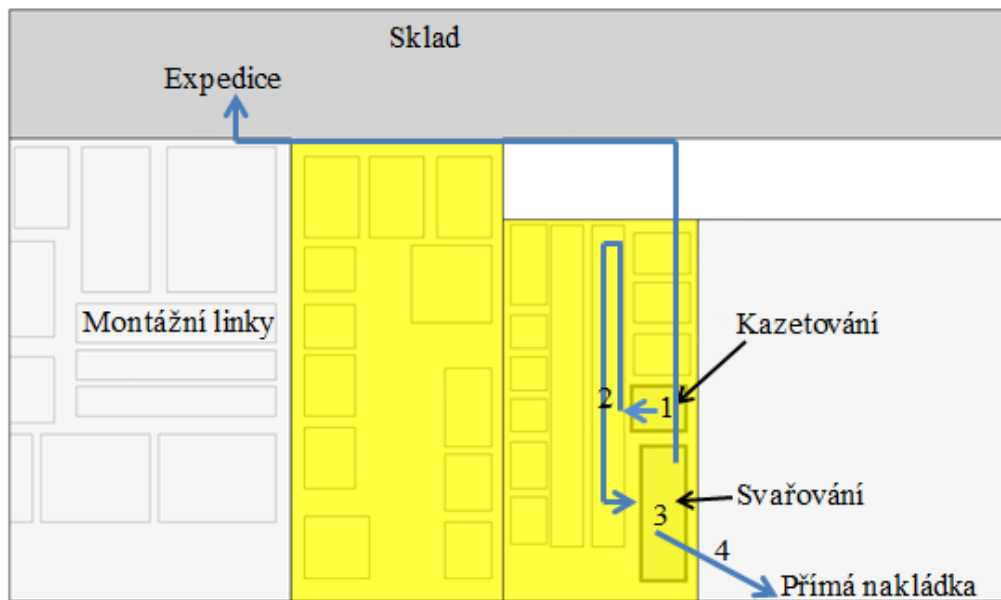 Sklad
Expedice
Montážní linky
Kazetování
2
1
Svařování
3
4
Přímá nakládka